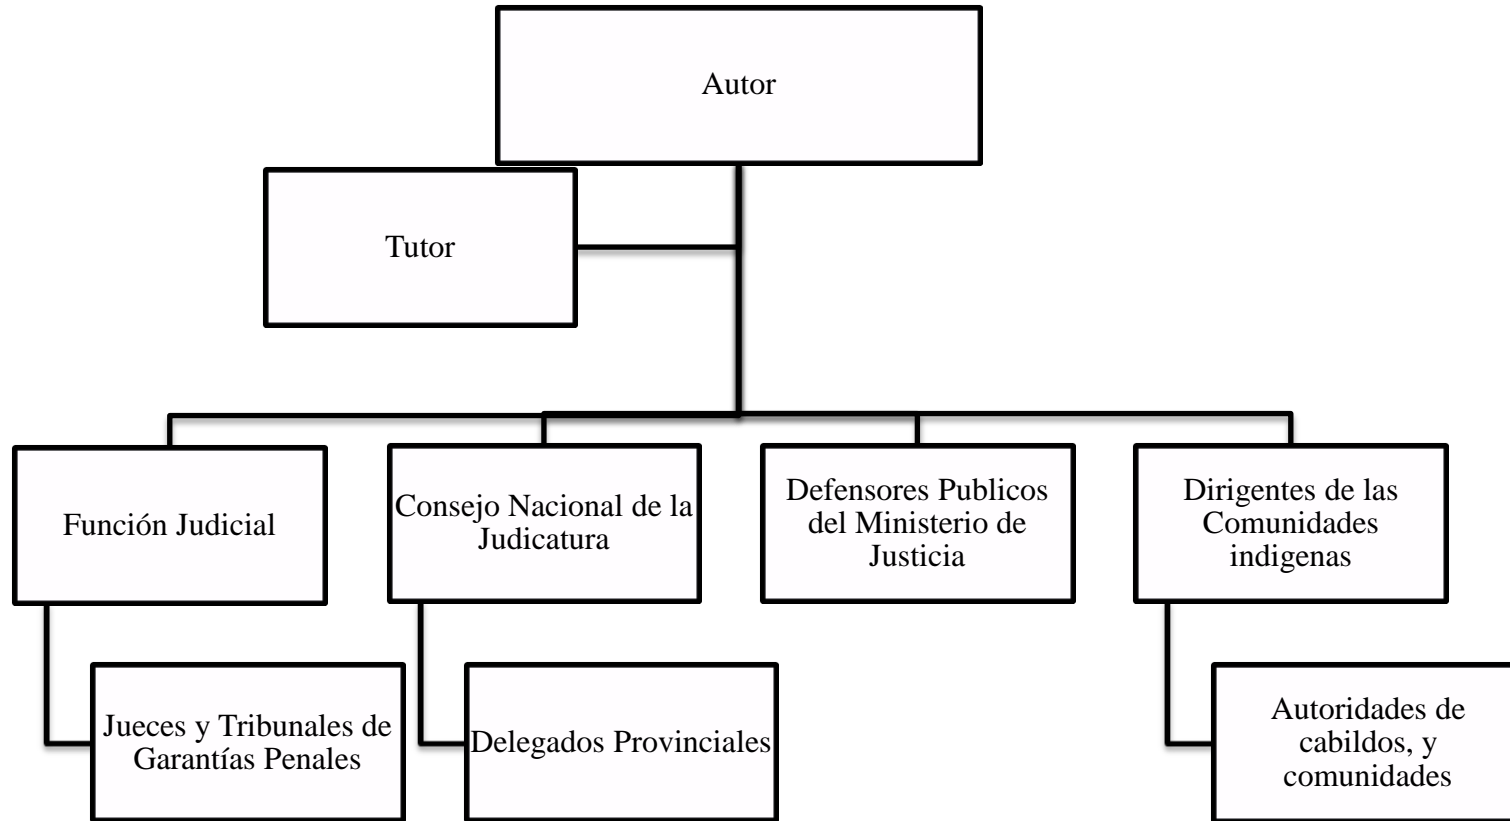 Autor
Tutor
Función Judicial
Consejo Nacional de la
Judicatura
Defensores Publicos
del Ministerio de
Justicia
Dirigentes de las
Comunidades
indigenas
Jueces y Tribunales de
Garantías Penales
Delegados Provinciales
Autoridades de
cabildos, y
comunidades